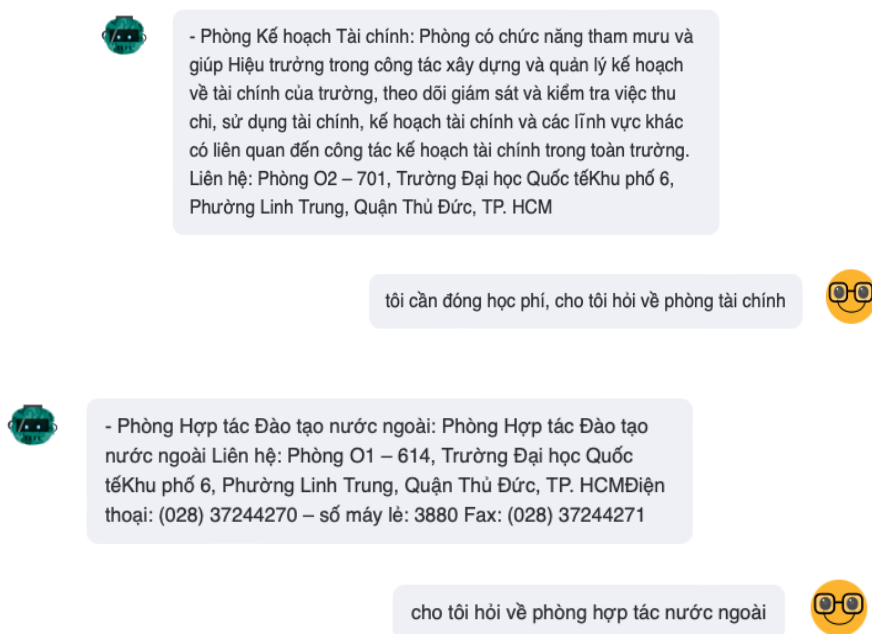 - Phòng Kế hoạch Tài chính: Phòng có chức năng tham mưu và
giúp Hiệu trưởng trong công tác xây dựng và quản lý kế hoạch
về tài chính của trường, theo dõi giám sát và kiểm tra việc thu
chi, sử dụng tài chính, kế hoạch tài chính và các lĩnh vực khác
có liên quan đến công tác kế hoạch tài chính trong toàn trường.
Liên hệ: Phòng O2 – 701, Trường Đại học Quốc tếKhu phố 6,
Phường Linh Trung, Quận Thủ Đức, TP. HCM
tôi cần đóng học phí, cho tôi hỏi về phòng tài chính
- Phòng Hợp tác Đào tạo nước ngoài: Phòng Hợp tác Đào tạo
nước ngoài Liên hệ: Phòng O1 – 614, Trường Đại học Quốc
tếKhu phố 6, Phường Linh Trung, Quận Thủ Đức, TP. HCMĐiện
thoại: (028) 37244270 – số máy lẻ: 3880 Fax: (028) 37244271
cho tôi hỏi về phòng hợp tác nước ngoài